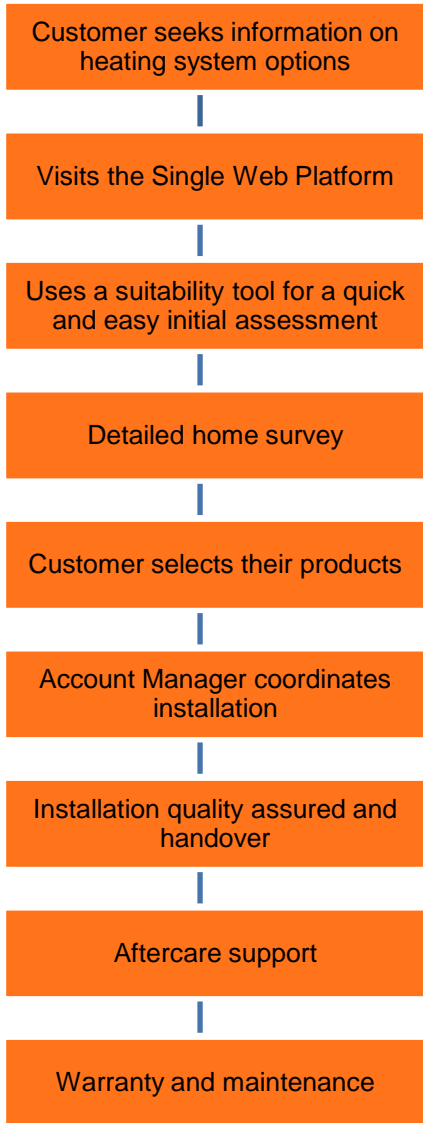 Customer seeks information on
heating system options
Visits the Single Web Platform
Uses a suitability tool for a quick
and easy initial assessment
Detailed home survey
Customer selects their products
Account Manager coordinates
installation
Installation quality assured and
handover
Aftercare support
Warranty and maintenance